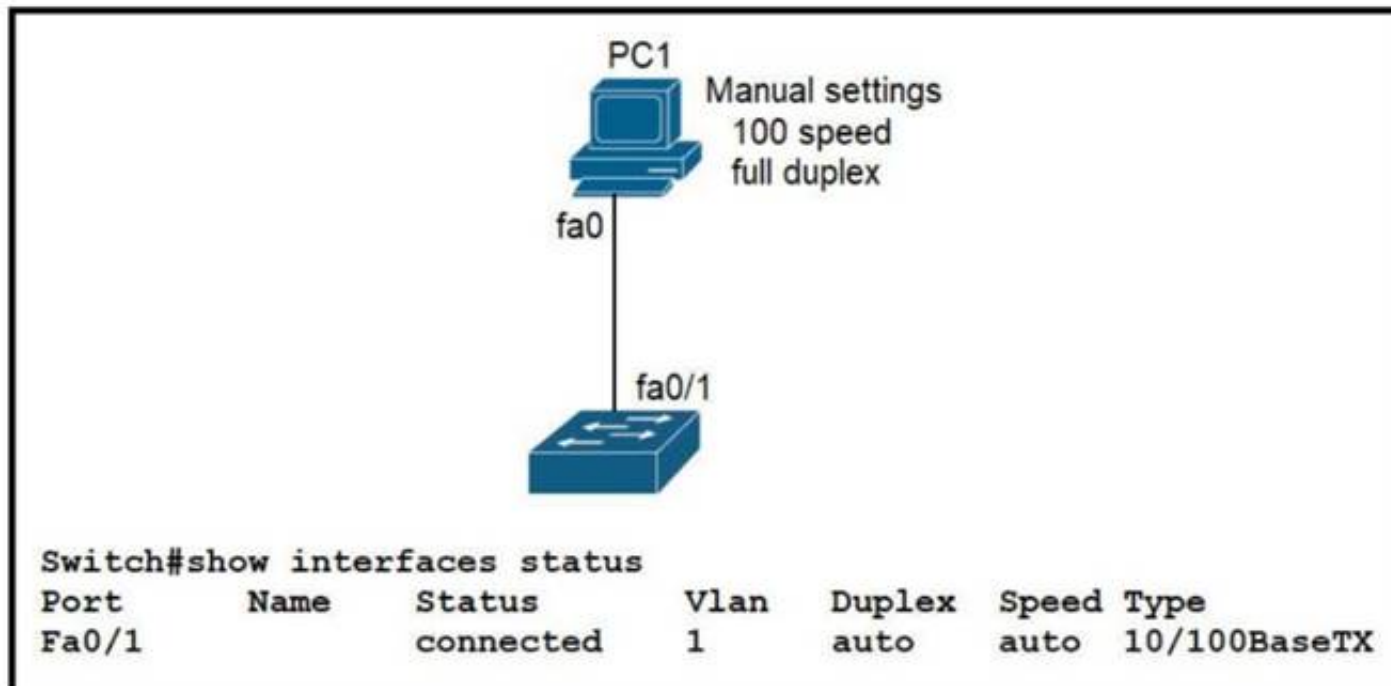 PC1
Manual settings
100 speed
full duplex
fa0
fa0/1
Switch#show interfaces status
Port Name Status Vlan Duplex Speed Type
Fa0/1 connected 1 auto auto 10/100BaseTX